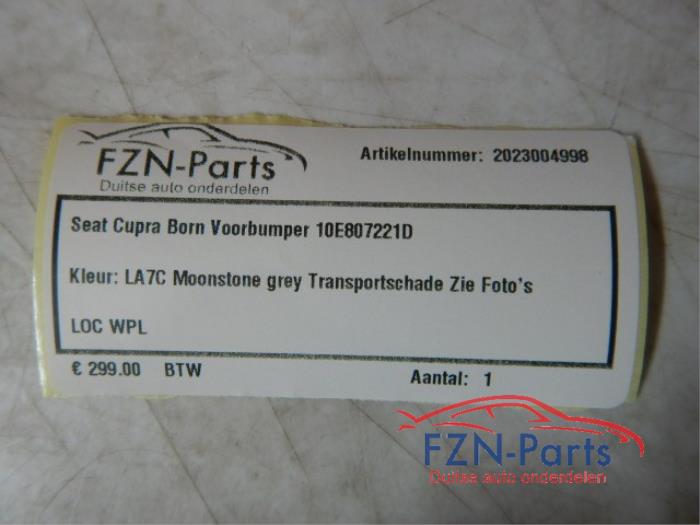 FZN-Parts
Duitse auto onderdelen
Artikelnummer: 2023004998
Seat Cupra Born Voorbumper 10E807221D
Kleur: LA7C Moonstone grey Transportschade Zie Foto's
LOC WPL
€ 299.00 BTW
Aantal: 1
FZN-Parts
Duitse auto onderdelen